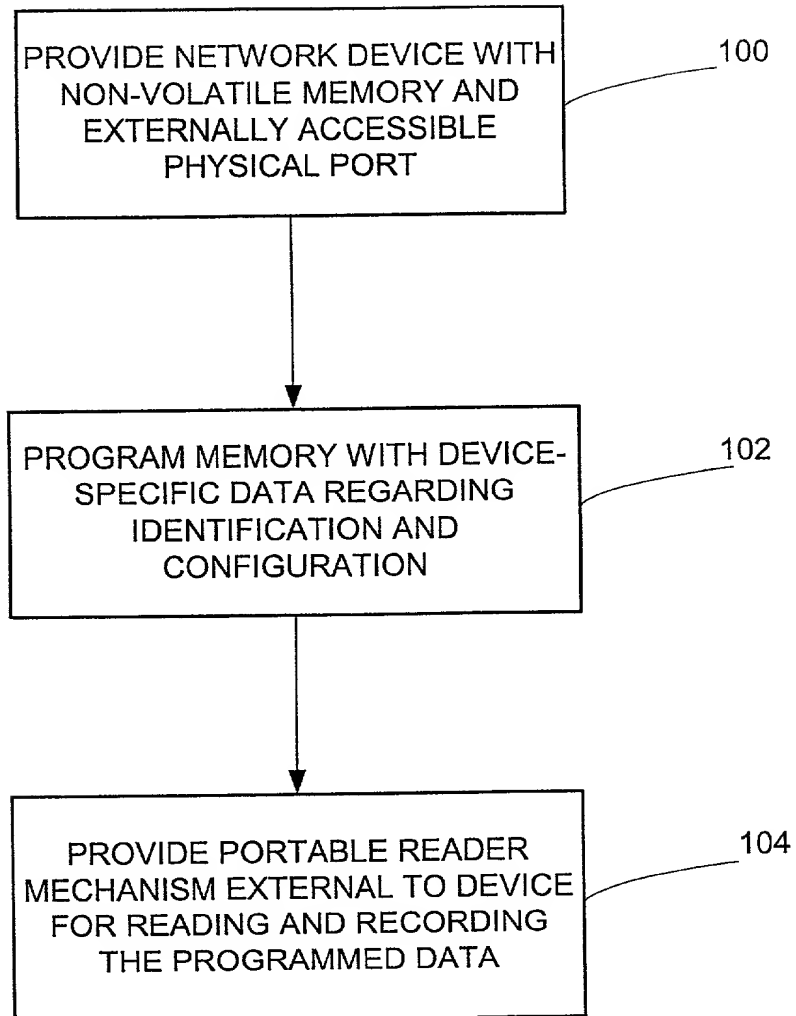 PROVIDE NETWORK DEVICE WITH
NON-VOLATILE MEMORY AND
EXTERNALLY ACCESSIBLE
PHYSICAL PORT
100
PROGRAM MEMORY WITH DEVICE-
SPECIFIC DATA REGARDING
IDENTIFICATION AND
CONFIGURATION
102
PROVIDE PORTABLE READER
MECHANISM EXTERNAL TO DEVICE
FOR READING AND RECORDING
THE PROGRAMMED DATA
104